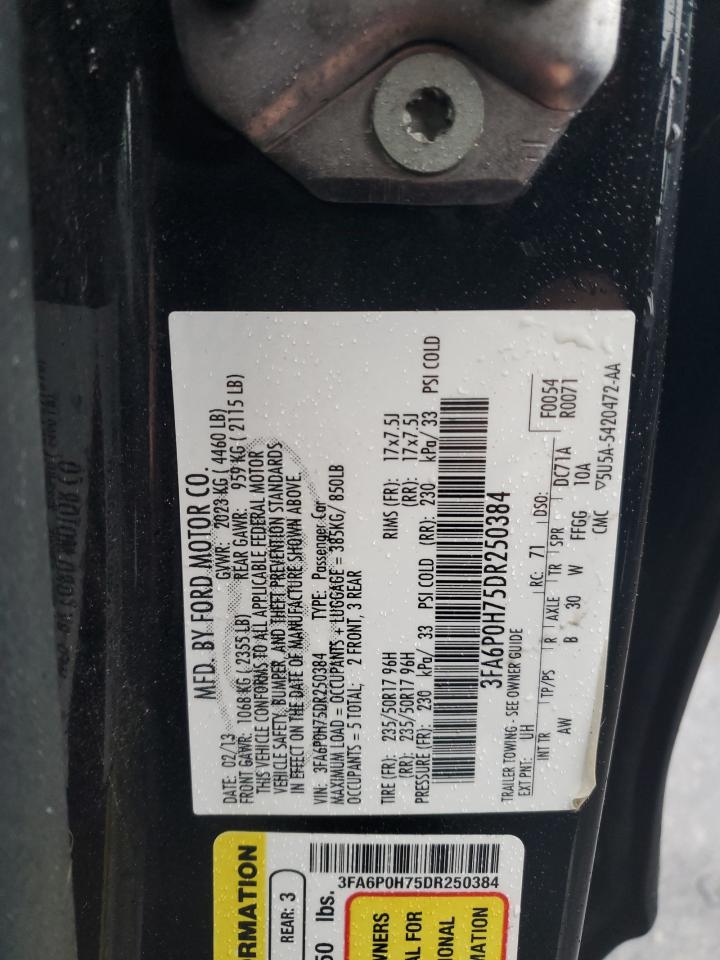 MFD. BY FORD MOTOR CO.
DATE: 02/13 GVWR: 2023 KG ( 4460 LB)
FRONT GAWR: 1068 KG ( 2355 LB) REAR GAWR: 959 KG ( 2115 LB)
THIS VEHICLE CONFORMS TO ALL APPLICABLE FEDERAL MOTOR
VEHICLE SAFETY, BUMPER, AND THEFT PREVENTION STANDARDS
IN EFFECT ON THE DATE OF MANUFACTURE SHOWN ABOVE.
VIN: 3FA6P0H75DR250384 TYPE: Passenger Car
MAXIMUM LOAD = OCCUPANTS + LUGGAGE = 385KG/ 850LB
OCCUPANTS = 5 TOTAL; 2 FRONT, 3 REAR
TIRE (FR): 235/50R17 96H RIMS (FR): 17x7.5J
(RR): 235/50R17 96H (RR): 17x7.5J
PRESSURE (FR): 230 kPa/ 33 PSI COLD (RR): 230 kPa/ 33 PSI COLD
3FA6P0H75DR250384
TRAILER TOWING - SEE OWNER GUIDE
EXT PNT: UH RC: 71 DSO: F0054
R0071
INT TR TP/PS R AXLE TR SPR DC71A
AW B 30 W FFGG 10A
CMC ▽5U5A-5420472-AA
ORMATION
REAR: 3
50 lbs.
3FA6P0H75DR250384
WNERS
AL FOR
IONAL
MATION